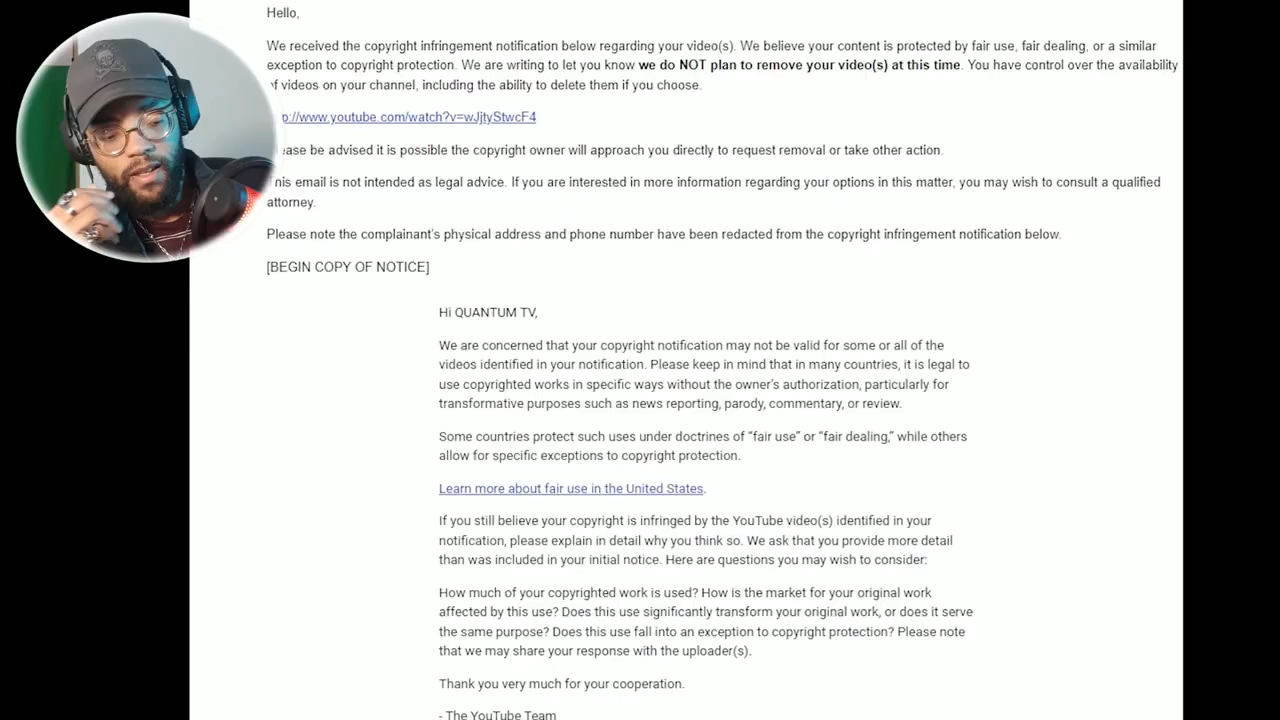 Hello,
We received the copyright infringement notification below regarding your video(s). We believe your content is protected by fair use, fair dealing, or a similar
exception to copyright protection. We are writing to let you know we do NOT plan to remove your video(s) at this time. You have control over the availability
of videos on your channel, including the ability to delete them if you choose.
p://www.youtube.com/watch?v=wJjtyStwcF4
ease be advised it is possible the copyright owner will approach you directly to request removal or take other action.
his email is not intended as legal advice. If you are interested in more information regarding your options in this matter, you may wish to consult a qualified
attorney.
Please note the complainant's physical address and phone number have been redacted from the copyright infringement notification below.
[BEGIN COPY OF NOTICE]
Hi QUANTUM TV,
We are concerned that your copyright notification may not be valid for some or all of the
videos identified in your notification. Please keep in mind that in many countries, it is legal to
use copyrighted works in specific ways without the owner's authorization, particularly for
transformative purposes such as news reporting, parody, commentary, or review.
Some countries protect such uses under doctrines of “fair use” or “fair dealing,” while others
allow for specific exceptions to copyright protection.
Learn more about fair use in the United States.
If you still believe your copyright is infringed by the YouTube video(s) identified in your
notification, please explain in detail why you think so. We ask that you provide more detail
than was included in your initial notice. Here are questions you may wish to consider:
How much of your copyrighted work is used? How is the market for your original work
affected by this use? Does this use significantly transform your original work, or does it serve
the same purpose? Does this use fall into an exception to copyright protection? Please note
that we may share your response with the uploader(s).
Thank you very much for your cooperation.
- The YouTube Team